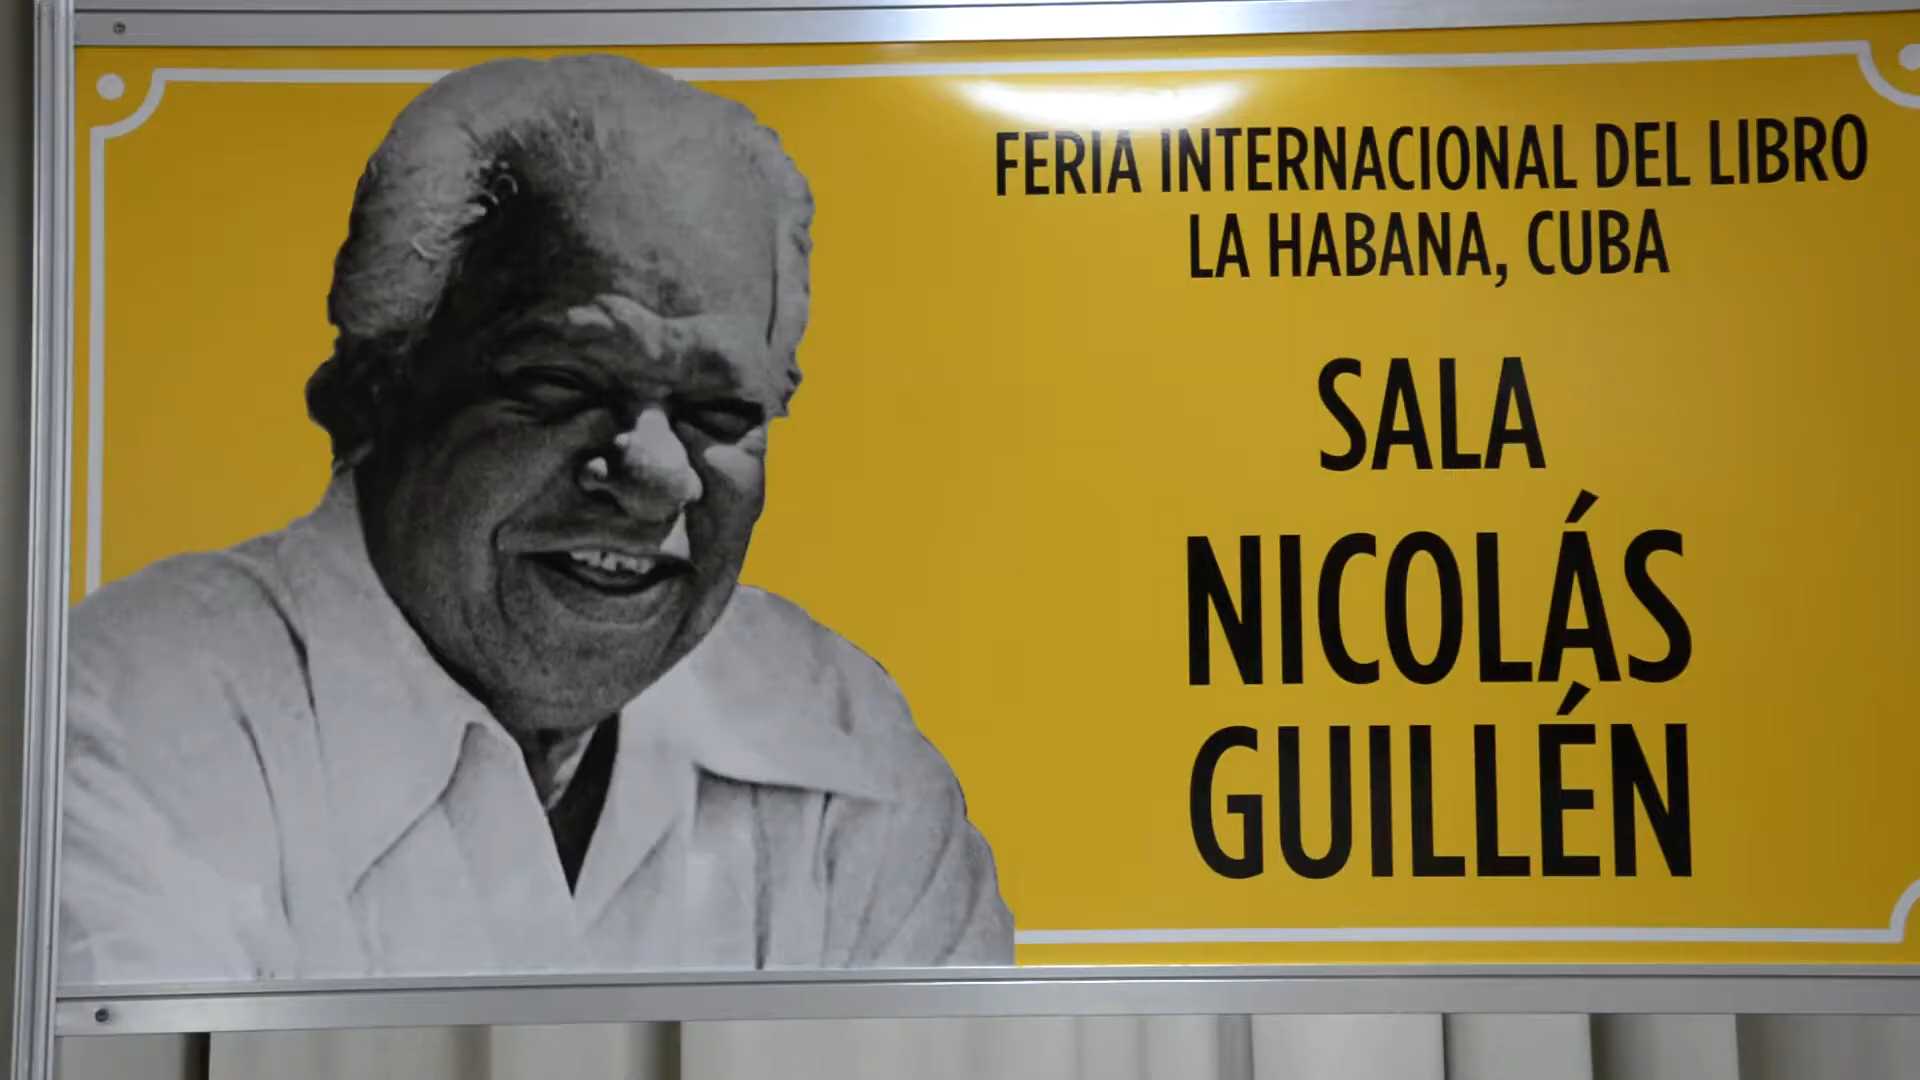 FERIA INTERNACIONAL DEL LIBRO
LA HABANA, CUBA
SALA
NICOLÁS
GUILLÉN